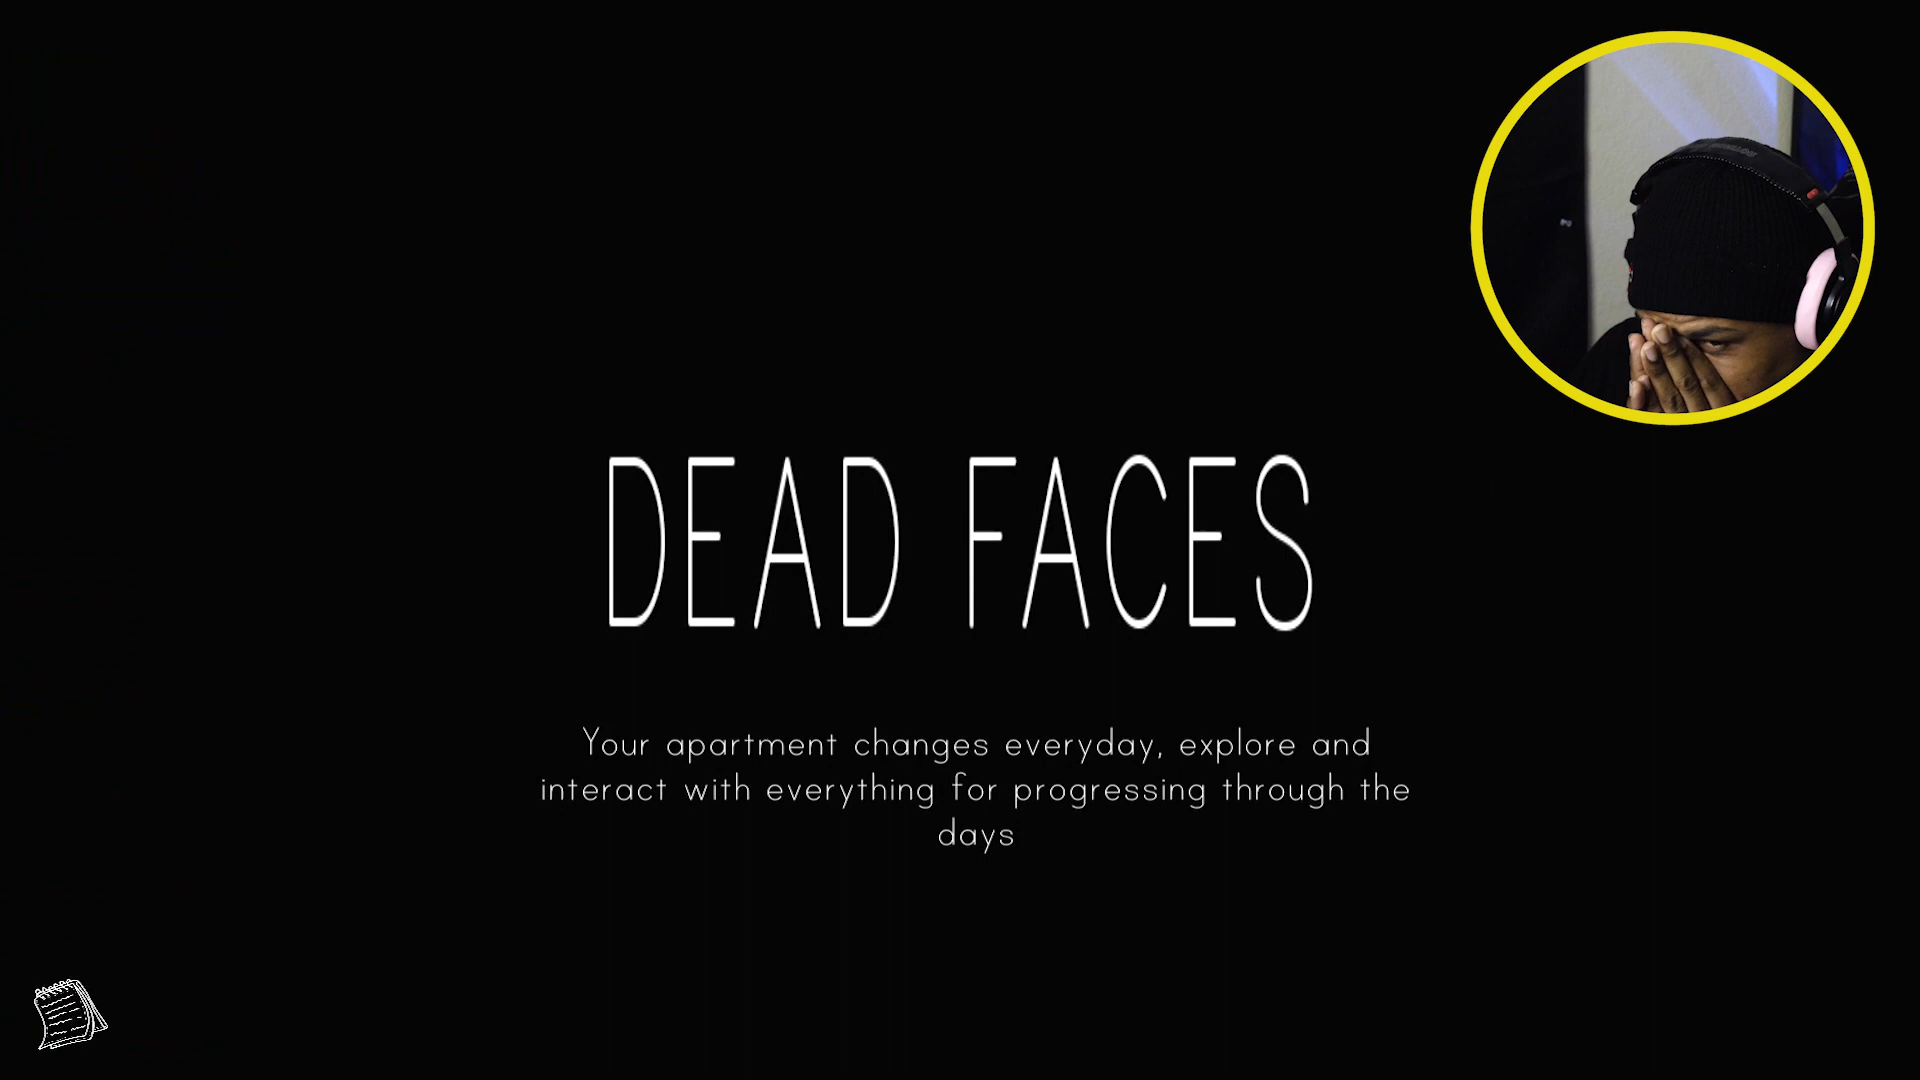 DEAD FACES
Your apartment changes everyday, explore and
interact with everything for progressing through the
days